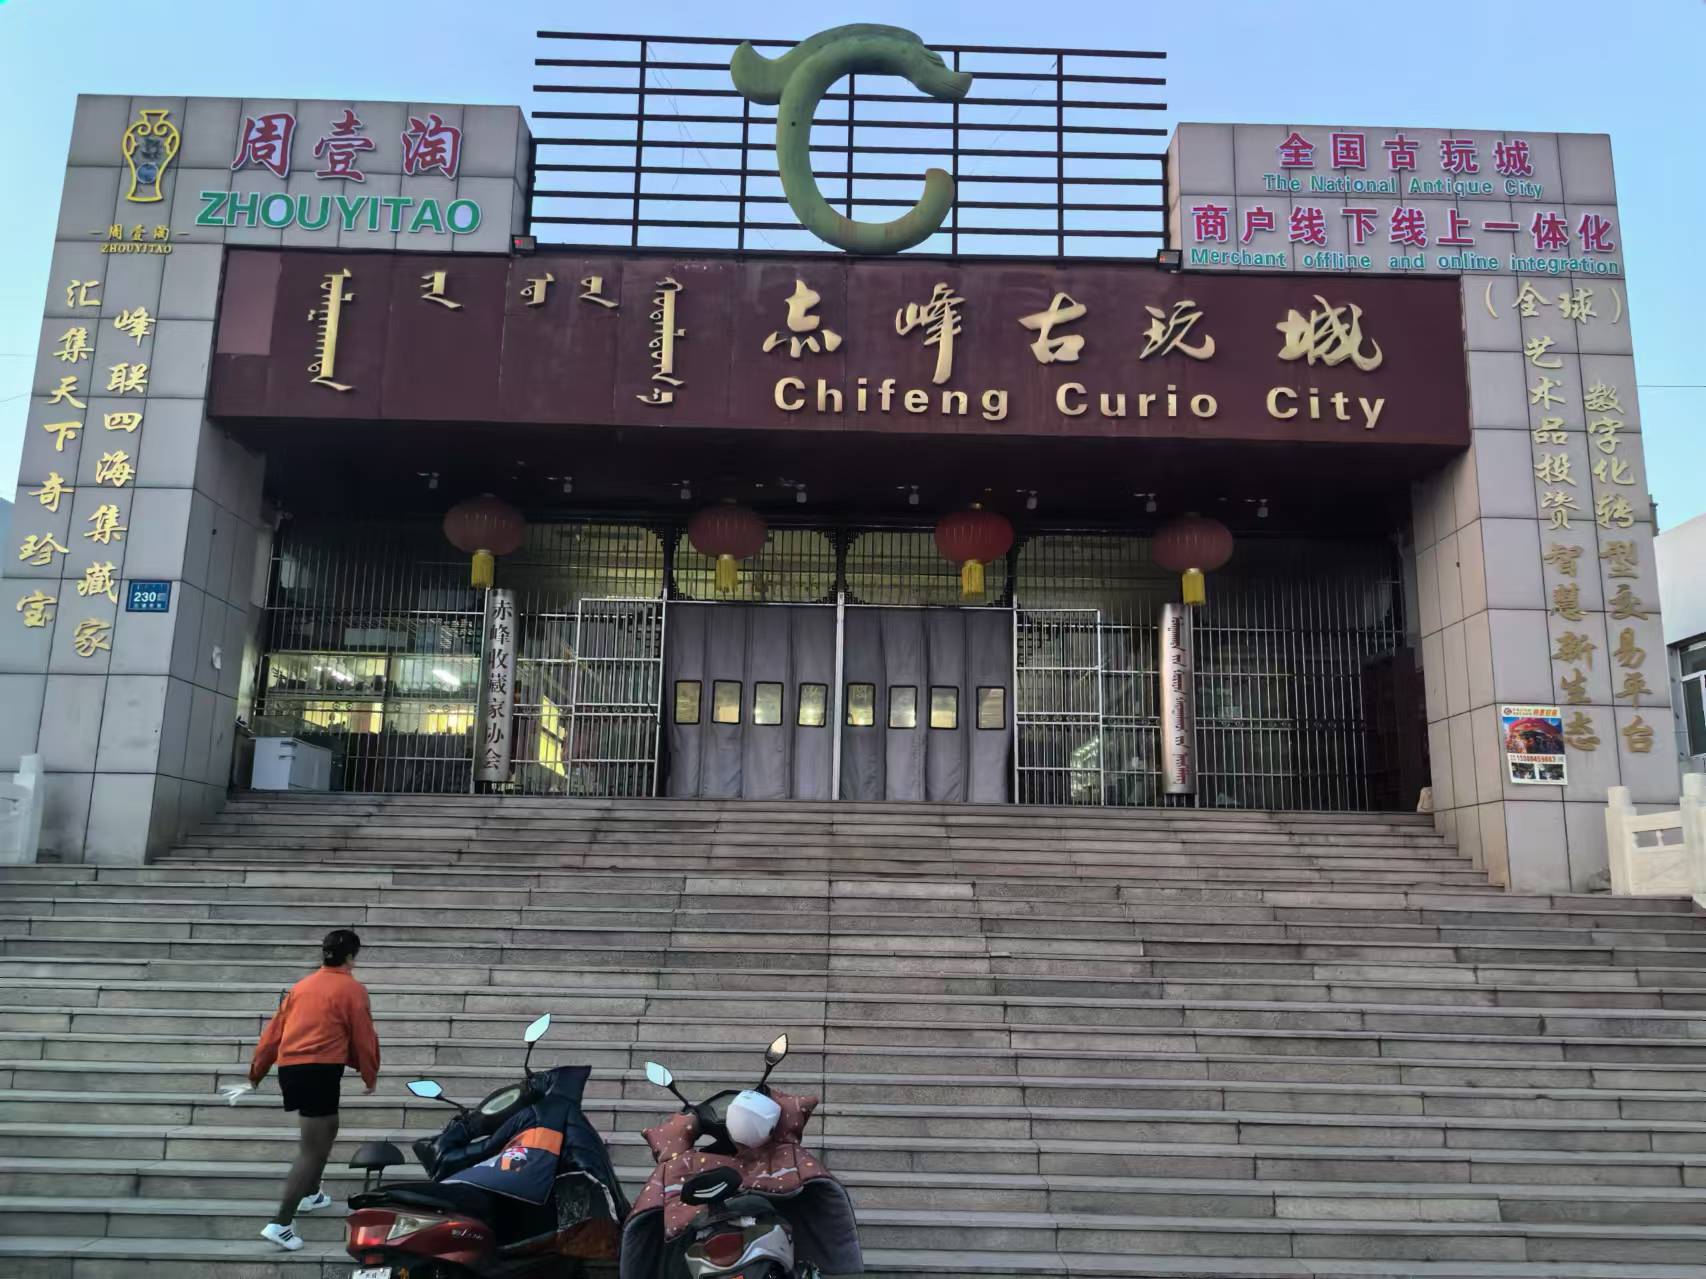 周壹淘
ZHOUYITAO
周壹淘
ZHOUYITAO
峰联四海集藏家
汇集天下奇珍宝
230
赤峰古玩城
Chifeng Curio City
全国古玩城
The National Antique City
商户线下线上一体化
Merchant offline and online integration
（全球）
数字化转型交易平台
艺术品投资智慧新生态
赤峰收藏家协会